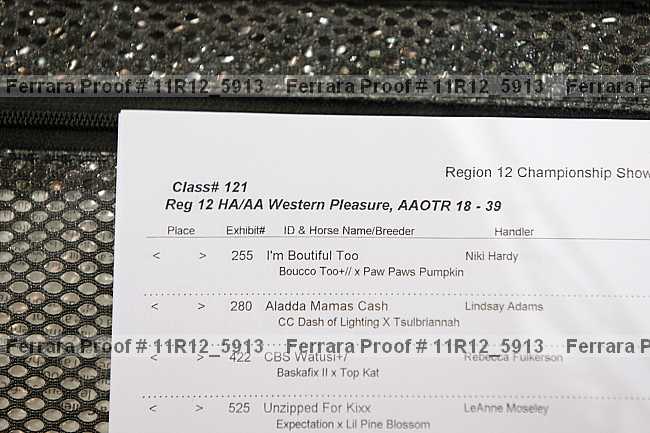 Ferrara Proof # 11R12_5913 Ferrara Proof # 11R12_5913 Ferrara Proof
Region 12 Championship Show
Class# 121
Reg 12 HA/AA Western Pleasure, AAOTR 18 - 39
Place Exhibit# ID & Horse Name/Breeder Handler
< > 255 I'm Boutiful Too Niki Hardy
Boucco Too+// x Paw Paws Pumpkin
< > 280 Aladda Mamas Cash Lindsay Adams
CC Dash of Lighting X Tsulbriannah
Ferrara Proof # 11R12_5913 Ferrara Proof # 11R12_5913 Ferrara Proof
< > 422 CBS Watusi+/ Rebecca Fulkerson
Baskafix II x Top Kat
< > 525 Unzipped For Kixx LeAnne Moseley
Expectation x Lil Pine Blossom